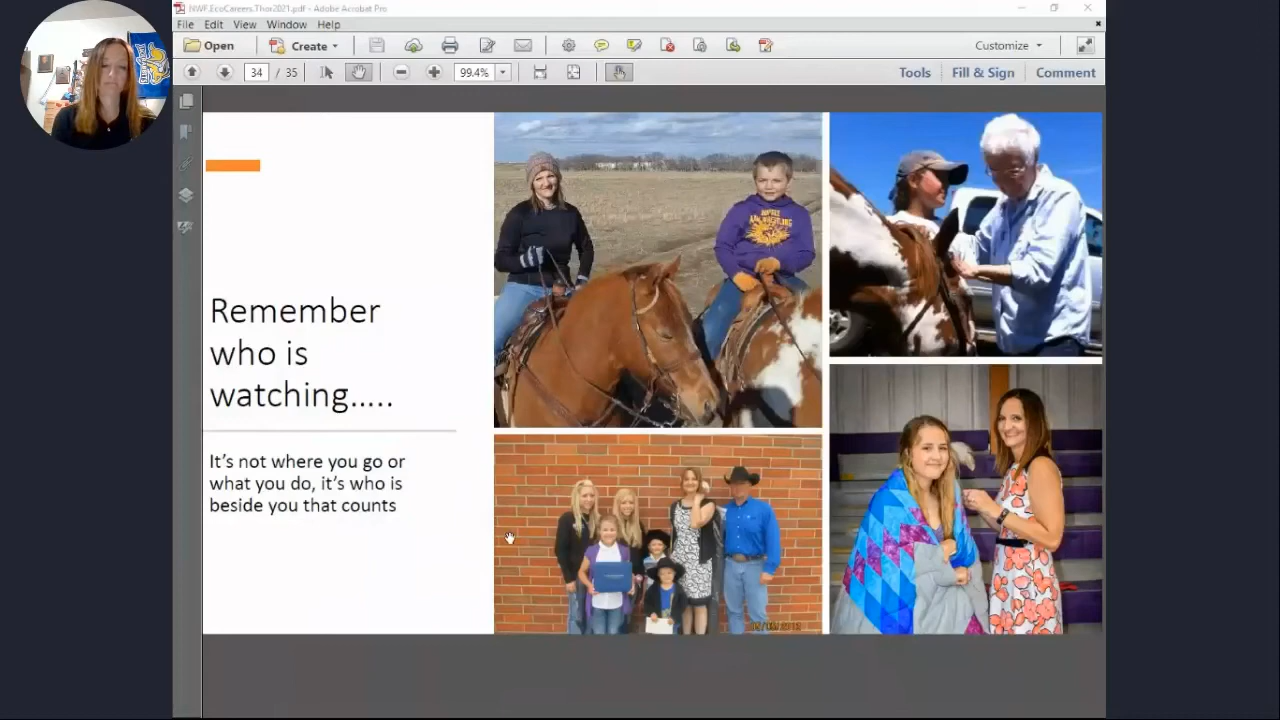 NWF.EcoCareers.Thor2021.pdf - Adobe Acrobat Pro
File Edit View Window Help
Open Create Customize
34 / 35 99.4% Tools Fill & Sign Comment
Remember
who is
watching.....
It's not where you go or
what you do, it's who is
beside you that counts